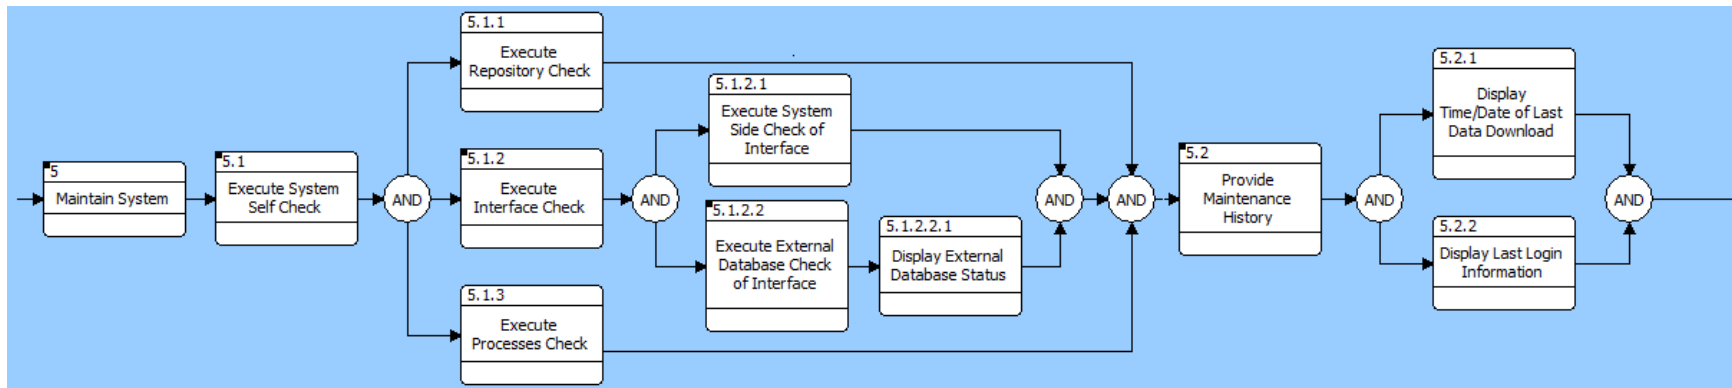 5
Maintain System
5.1
Execute System
Self Check
AND
5.1.1
Execute
Repository Check
5.1.2
Execute
Interface Check
5.1.3
Execute
Processes Check
AND
5.1.2.1
Execute System
Side Check of
Interface
5.1.2.2
Execute External
Database Check
of Interface
5.1.2.2.1
Display External
Database Status
AND
AND
5.2
Provide
Maintenance
History
AND
5.2.1
Display
Time/Date of Last
Data Download
5.2.2
Display Last Login
Information
AND